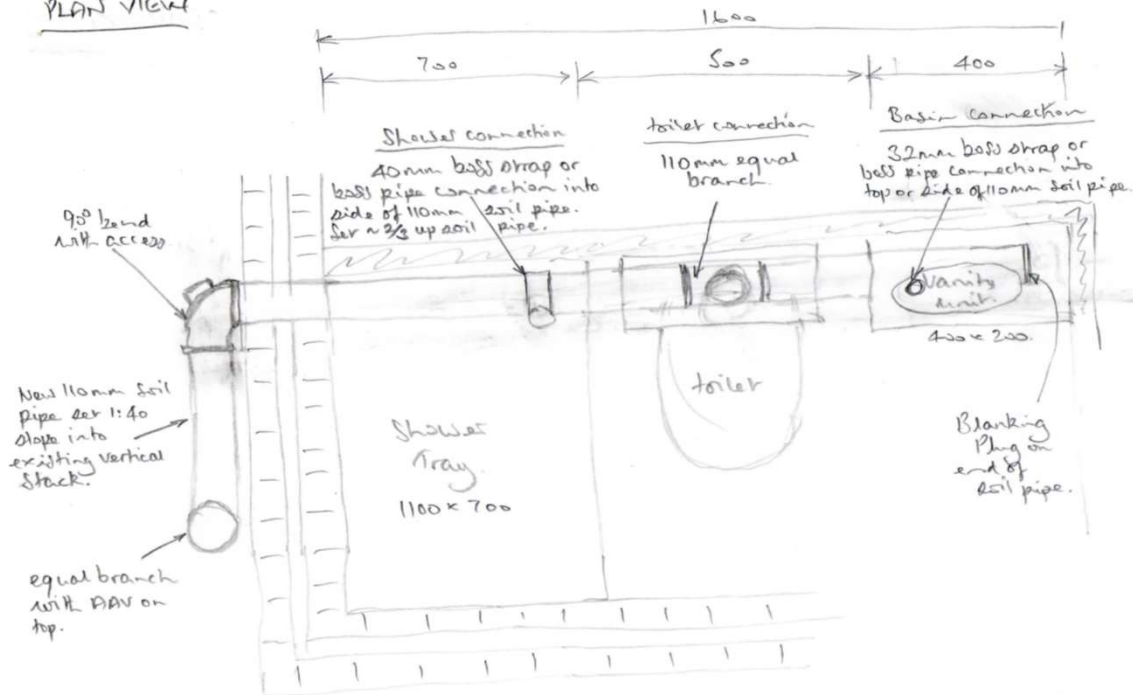 PLAN VIEW
1600
700
500
400
Shower connection
40mm boss strap or
boss pipe connection into
side of 110mm soil pipe.
Set ~ 2/3 up soil pipe.
toilet connection
110mm equal
branch.
Basin connection
32mm boss strap or
boss pipe connection into
top or side of 110mm soil pipe.
90° bend
with access
Vanity
unit.
400 x 200.
toilet
New 110mm soil
pipe set 1:40
slope into
existing vertical
stack.
Shower
Tray.
1100 x 700
Blanking
Plug on
end of
soil pipe.
equal branch
with AAV on
top.